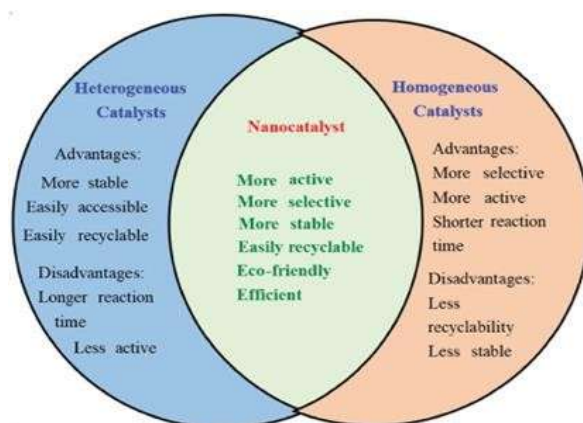 Heterogeneous
Catalysts
Advantages:
More stable
Easily accessible
Easily recyclable
Disadvantages:
Longer reaction
time
Less active
Nanocatalyst
More active
More selective
More stable
Easily recyclable
Eco-friendly
Efficient
Homogeneous
Catalysts
Advantages:
More selective
More active
Shorter reaction
time
Disadvantages:
Less
recyclability
Less stable